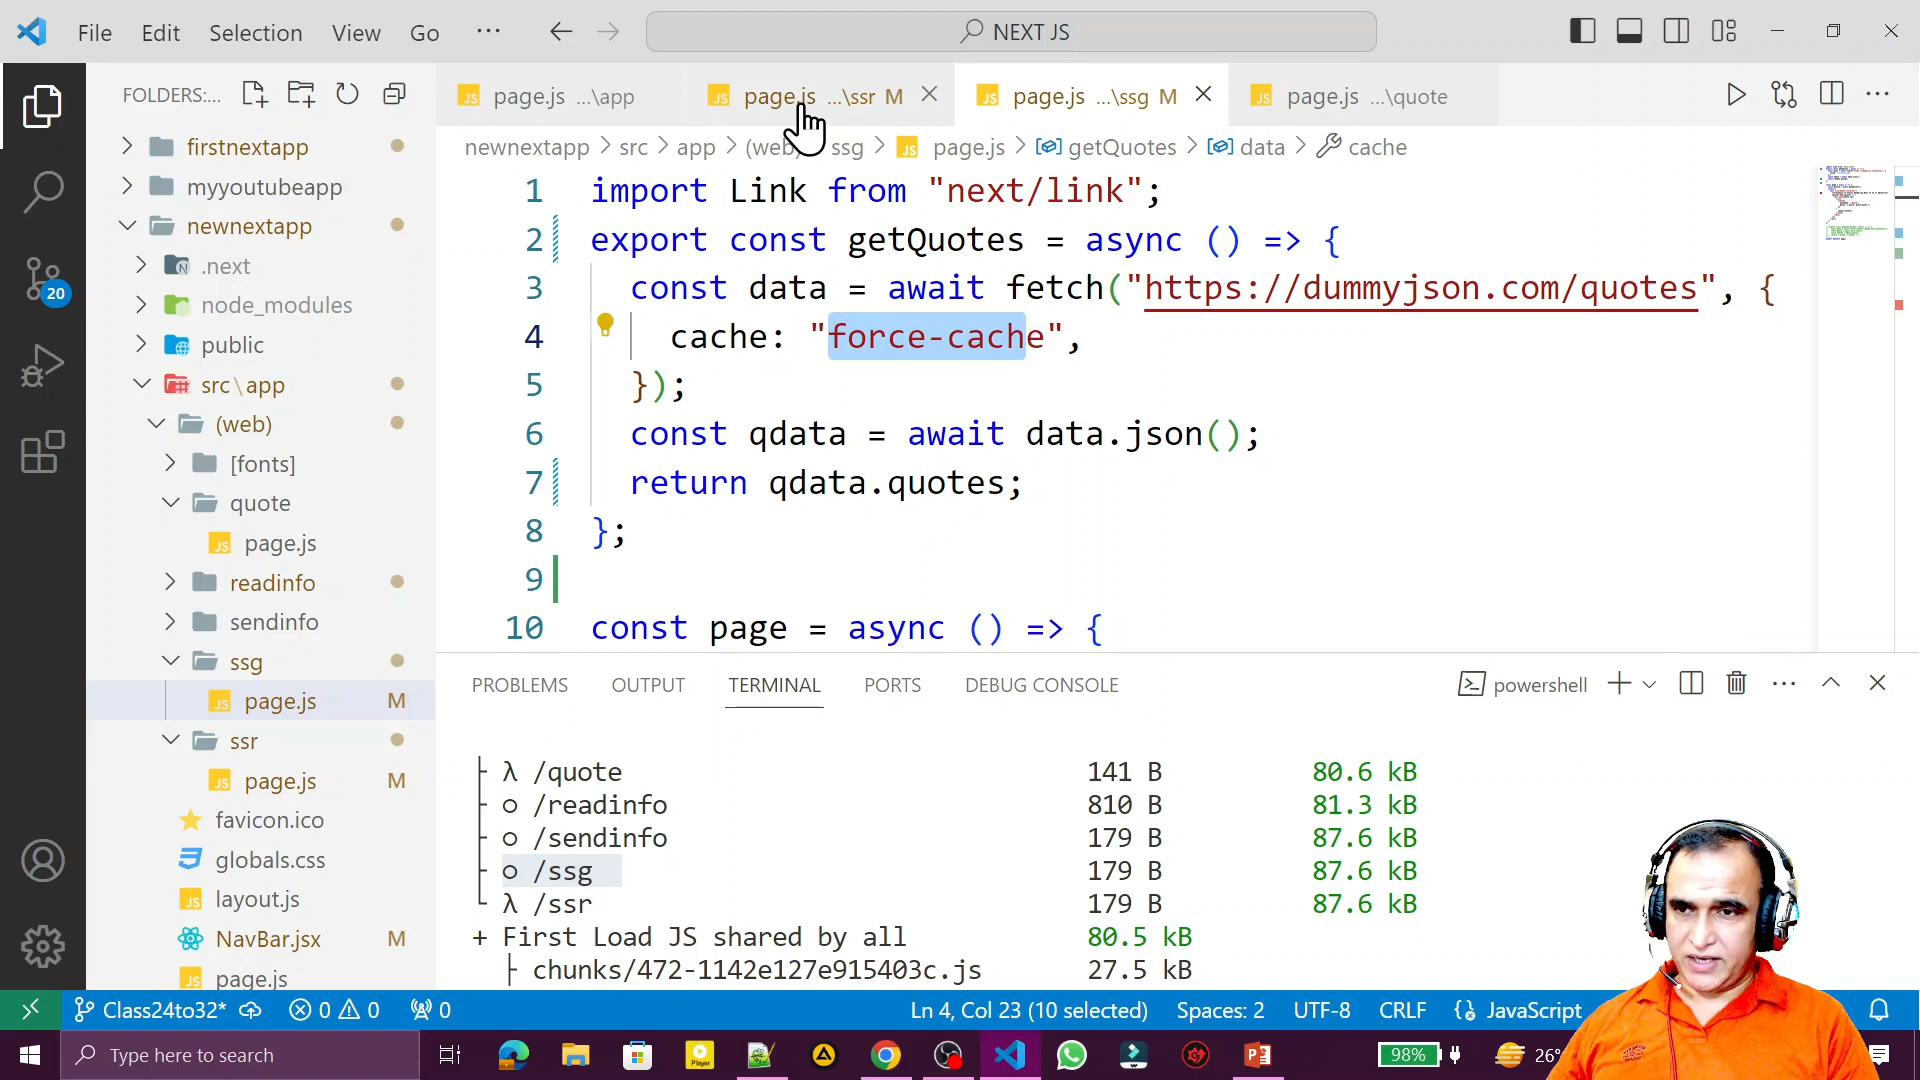 File Edit Selection View Go ··· NEXT JS
FOLDERS:...
firstnextapp
myyoutubeapp
newnextapp
.next
node_modules
public
src\app
(web)
[fonts]
quote
page.js
readinfo
sendinfo
ssg
page.js M
ssr
page.js M
favicon.ico
globals.css
layout.js
NavBar.jsx M
page.js
20
page.js ...\app page.js ...\ssr M page.js ...\ssg M page.js ...\quote
newnextapp > src > app > (web) ssg > page.js > getQuotes > data > cache
1 import Link from "next/link";
2 export const getQuotes = async () => {
3 const data = await fetch("https://dummyjson.com/quotes", {
4 cache: "force-cache",
5 });
6 const qdata = await data.json();
7 return qdata.quotes;
8 };
9
10 const page = async () => {
PROBLEMS OUTPUT TERMINAL PORTS DEBUG CONSOLE powershell
├ λ /quote 141 B 80.6 kB
├ ○ /readinfo 810 B 81.3 kB
├ ○ /sendinfo 179 B 87.6 kB
├ ○ /ssg 179 B 87.6 kB
└ λ /ssr 179 B 87.6 kB
+ First Load JS shared by all 80.5 kB
├ chunks/472-1142e127e915403c.js 27.5 kB
Class24to32* 0 0 0 Ln 4, Col 23 (10 selected) Spaces: 2 UTF-8 CRLF JavaScript
Type here to search 98% 26°